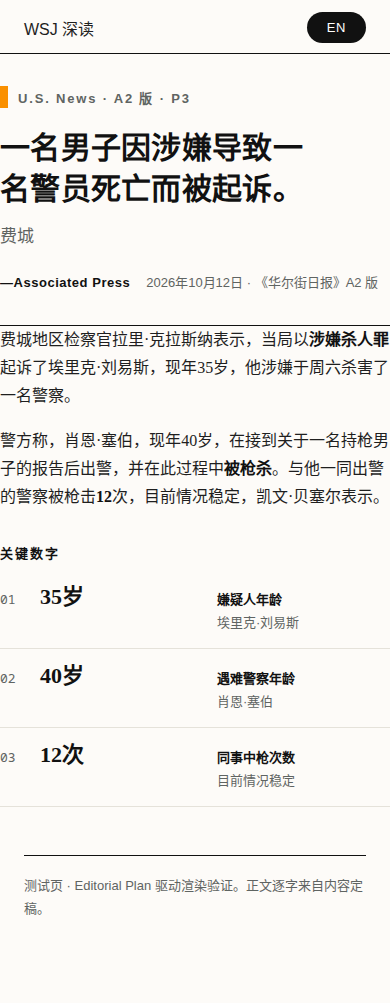 WSJ 深读
EN
U.S. News · A2 版 · P3
一名男子因涉嫌导致一
名警员死亡而被起诉。
费城
—Associated Press 2026年10月12日 · 《华尔街日报》A2 版
费城地区检察官拉里·克拉斯纳表示，当局以涉嫌杀人罪
起诉了埃里克·刘易斯，现年35岁，他涉嫌于周六杀害了
一名警察。
警方称，肖恩·塞伯，现年40岁，在接到关于一名持枪男
子的报告后出警，并在此过程中被枪杀。与他一同出警
的警察被枪击12次，目前情况稳定，凯文·贝塞尔表示。
关键数字
01 35岁 嫌疑人年龄
埃里克·刘易斯
02 40岁 遇难警察年龄
肖恩·塞伯
03 12次 同事中枪次数
目前情况稳定
测试页 · Editorial Plan 驱动渲染验证。正文逐字来自内容定
稿。